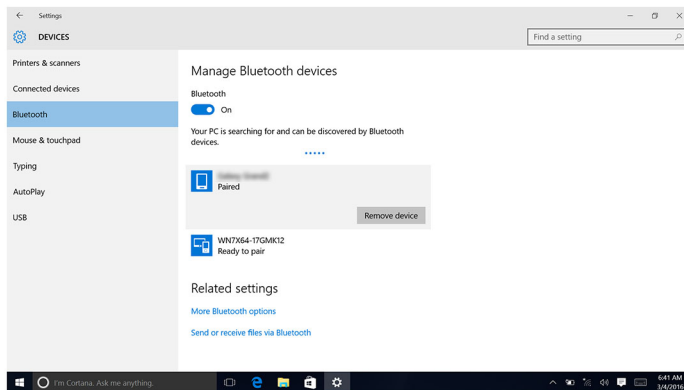 Settings
DEVICES
Find a setting
Printers & scanners
Connected devices
Bluetooth
Mouse & touchpad
Typing
AutoPlay
USB
Manage Bluetooth devices
Bluetooth
On
Your PC is searching for and can be discovered by Bluetooth
devices.
Paired
Remove device
WN7X64-17GMK12
Ready to pair
Related settings
More Bluetooth options
Send or receive files via Bluetooth
I'm Cortana. Ask me anything.
6:41 AM
3/4/2016